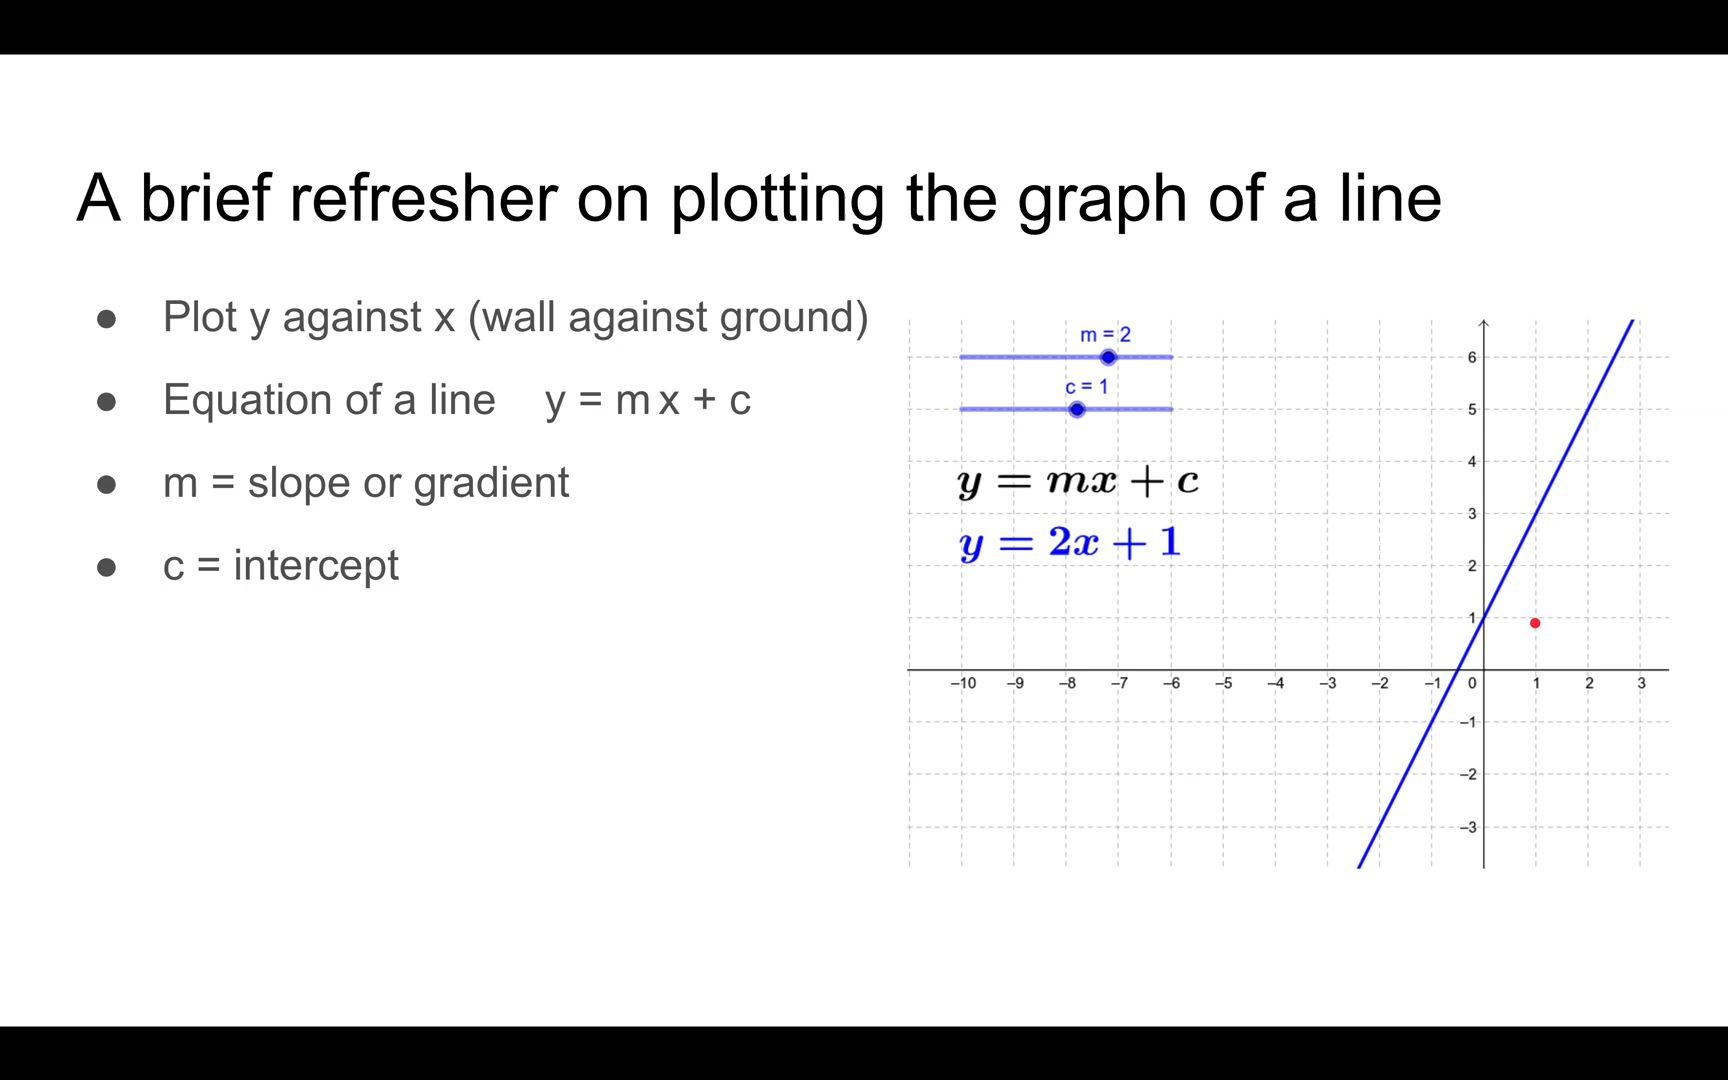 A brief refresher on plotting the graph of a line
● Plot y against x (wall against ground)
● Equation of a line y = m x + c
● m = slope or gradient
● c = intercept
m = 2
c = 1
y = mx + c
y = 2x + 1
6
5
4
3
2
1
–10 –9 –8 –7 –6 –5 –4 –3 –2 –1 0 1 2 3
–1
–2
–3